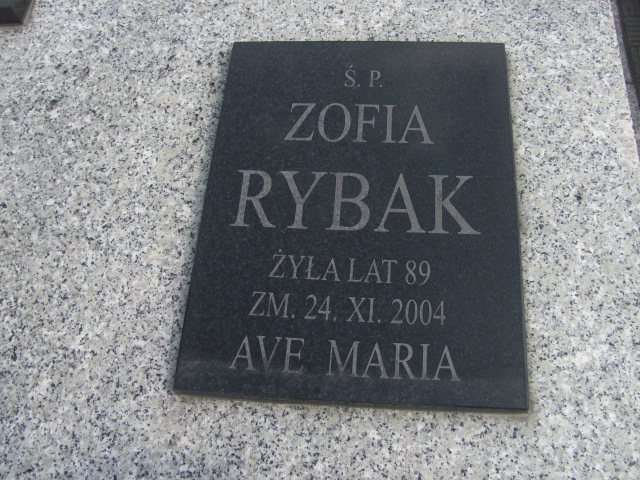 Ś. P.
ZOFIA
RYBAK
ŻYŁA LAT 89
ZM. 24. XI. 2004
AVE MARIA